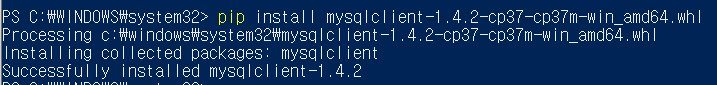 PS C:₩WINDOWS₩system32> pip install mysqlclient-1.4.2-cp37-cp37m-win_amd64.whl
Processing c:₩windows₩system32₩mysqlclient-1.4.2-cp37-cp37m-win_amd64.whl
Installing collected packages: mysqlclient
Successfully installed mysqlclient-1.4.2